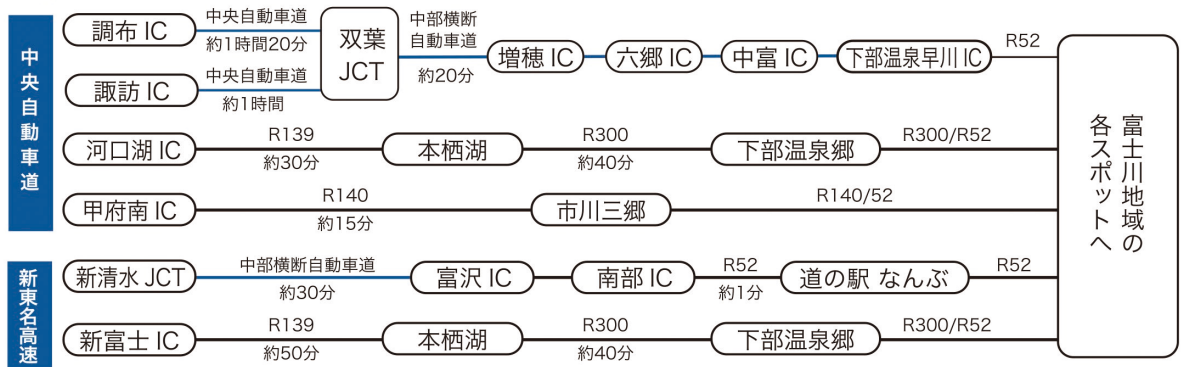 中央自動車道
調布 IC
中央自動車道
約1時間20分
諏訪 IC
中央自動車道
約1時間
双葉
JCT
中部横断
自動車道
約20分
増穂 IC
六郷 IC
中富 IC
下部温泉早川 IC
R52
河口湖 IC
R139
約30分
本栖湖
R300
約40分
下部温泉郷
R300/R52
甲府南 IC
R140
約15分
市川三郷
R140/52
新東名高速
新清水 JCT
中部横断自動車道
約30分
富沢 IC
南部 IC
R52
約1分
道の駅 なんぶ
R52
新富士 IC
R139
約50分
本栖湖
R300
約40分
下部温泉郷
R300/R52
富士川地域の
各スポットへ